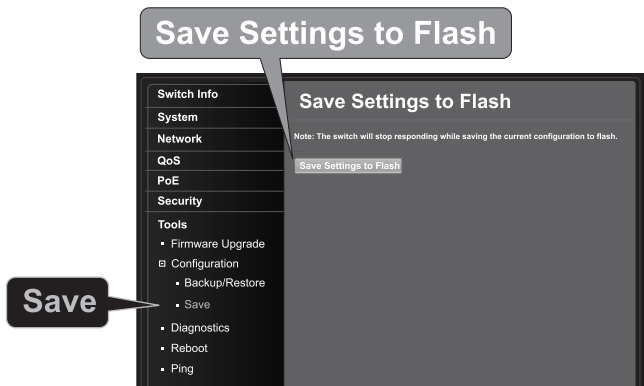 Save Settings to Flash
Switch Info
System
Network
QoS
PoE
Security
Tools
Firmware Upgrade
Configuration
Backup/Restore
Save
Diagnostics
Reboot
Ping
Save Settings to Flash
Note: The switch will stop responding while saving the current configuration to flash.
Save Settings to Flash
Save